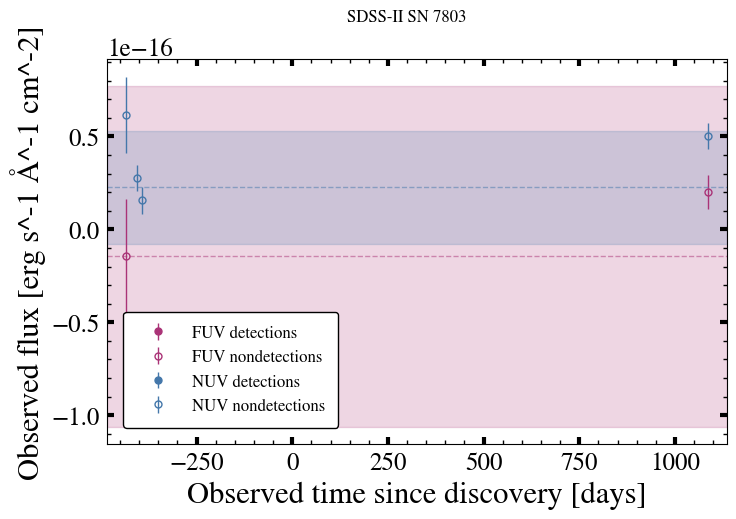 SDSS-II SN 7803
1e−16
Observed flux [erg s^-1 Å^-1 cm^-2]
0.5
0.0
−0.5
−1.0
FUV detections
FUV nondetections
NUV detections
NUV nondetections
−250 0 250 500 750 1000
Observed time since discovery [days]